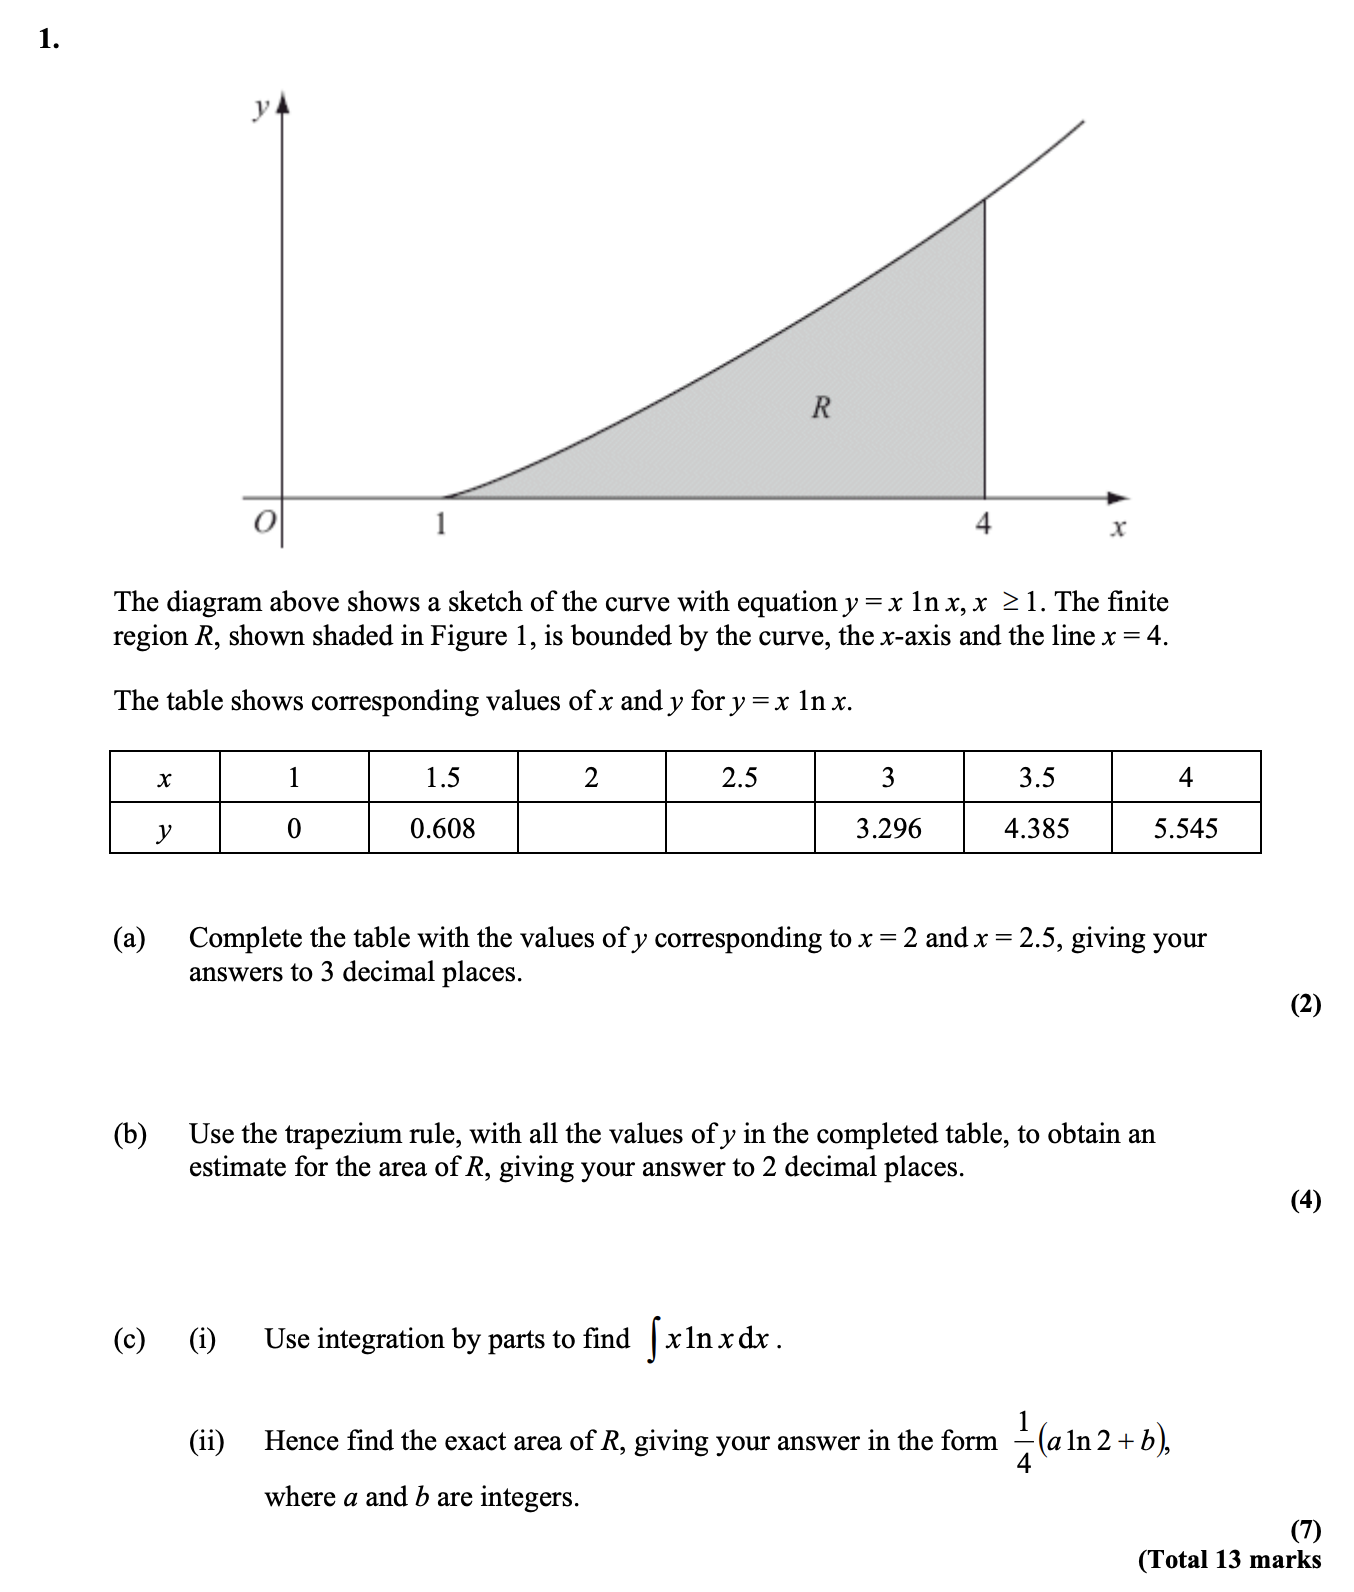 1.
y
R
O
1
4
x
The diagram above shows a sketch of the curve with equation y = x ln x, x ≥ 1. The finite
region R, shown shaded in Figure 1, is bounded by the curve, the x-axis and the line x = 4.
The table shows corresponding values of x and y for y = x ln x.
x 1 1.5 2 2.5 3 3.5 4
y 0 0.608 3.296 4.385 5.545
(a) Complete the table with the values of y corresponding to x = 2 and x = 2.5, giving your
answers to 3 decimal places.
(2)
(b) Use the trapezium rule, with all the values of y in the completed table, to obtain an
estimate for the area of R, giving your answer to 2 decimal places.
(4)
(c) (i) Use integration by parts to find ∫ x ln x dx .
(ii) Hence find the exact area of R, giving your answer in the form 1/4 (a ln 2 + b),
where a and b are integers.
(7)
(Total 13 marks